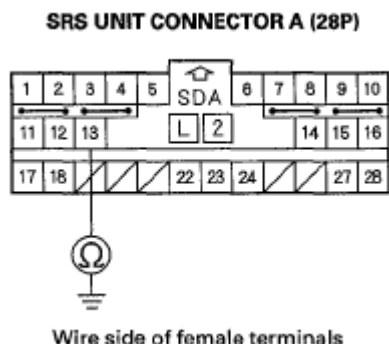 SRS UNIT CONNECTOR A (28P)
1 2 3 4 5 SDA 6 7 8 9 10
11 12 13 L 2 14 15 16
17 18 22 23 24 27 28
Ω
Wire side of female terminals